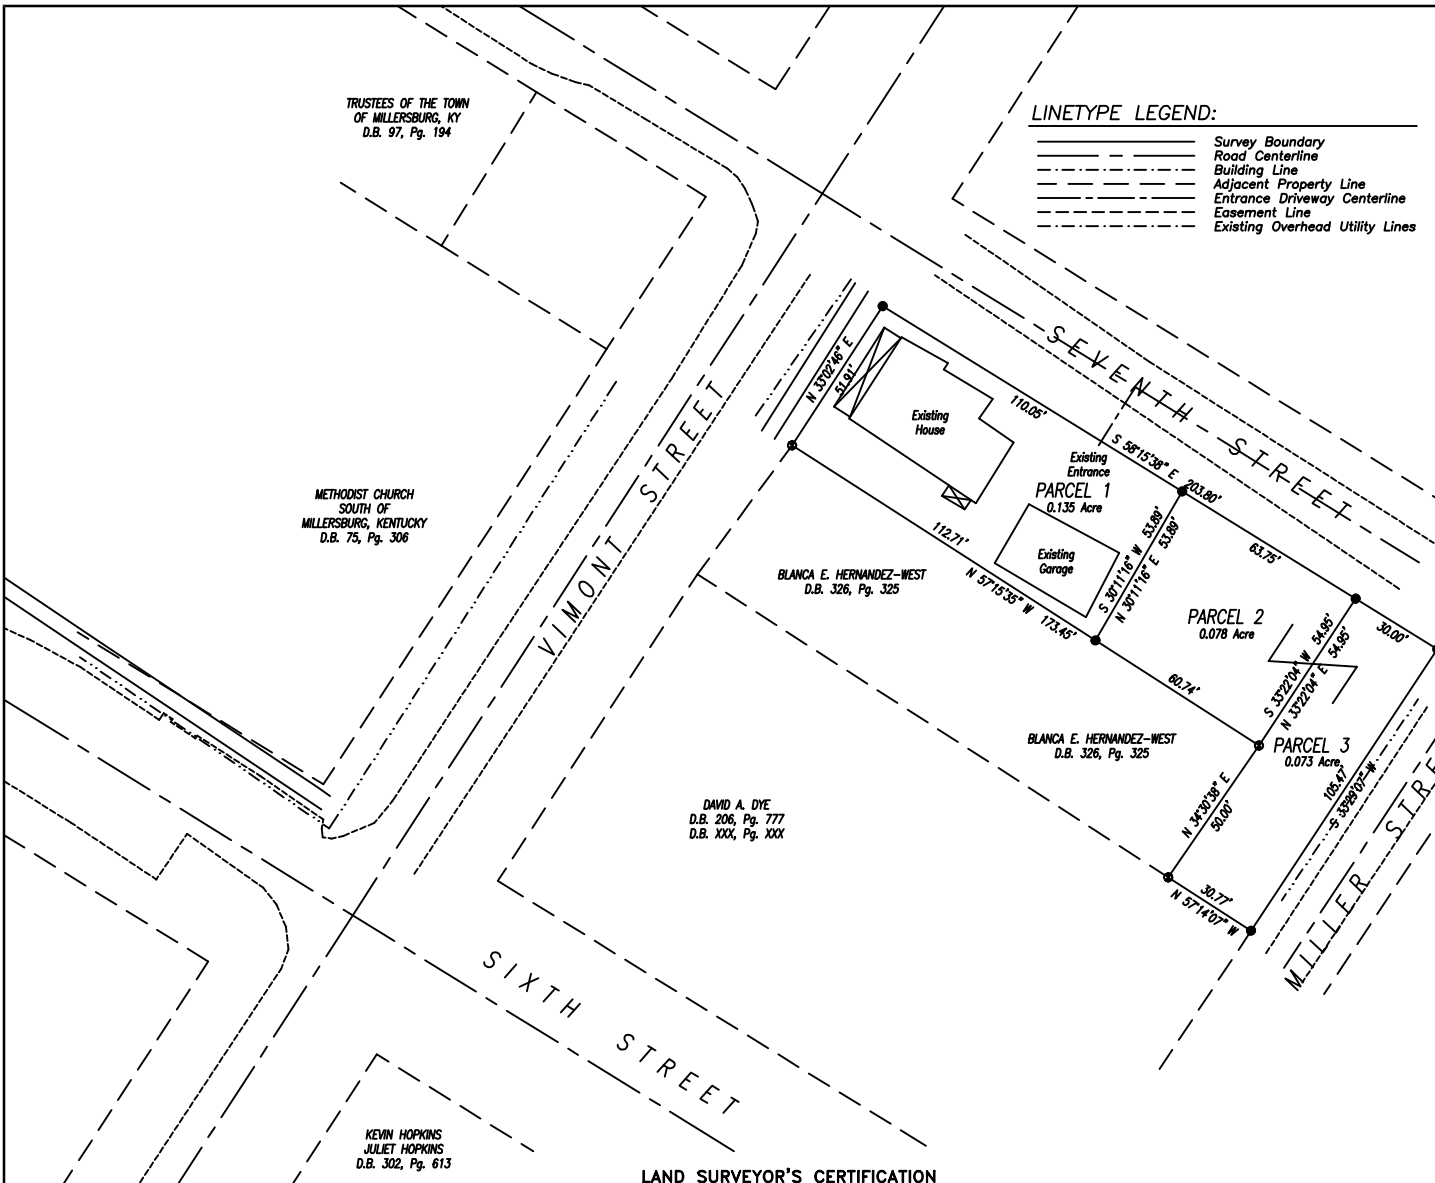 TRUSTEES OF THE TOWN
OF MILLERSBURG, KY
D.B. 97, Pg. 194
LINETYPE LEGEND:
Survey Boundary
Road Centerline
Building Line
Adjacent Property Line
Entrance Driveway Centerline
Easement Line
Existing Overhead Utility Lines
SEVENTH STREET
N 33°02'46" E
51.91'
110.05'
S 58°15'38" E
203.80'
63.75'
30.00'
Existing
House
Existing
Entrance
PARCEL 1
0.135 Acre
Existing
Garage
S 30°11'16" W 53.89'
N 30°11'16" E 53.89'
112.71'
N 57°15'35" W
173.45'
60.74'
METHODIST CHURCH
SOUTH OF
MILLERSBURG, KENTUCKY
D.B. 75, Pg. 306
VIMONT STREET
BLANCA E. HERNANDEZ-WEST
D.B. 326, Pg. 325
PARCEL 2
0.078 Acre
S 33°22'04" W 54.95'
N 33°22'04" E 54.95'
BLANCA E. HERNANDEZ-WEST
D.B. 326, Pg. 325
PARCEL 3
0.073 Acre
105.47'
S 33°29'07" W
N 34°30'38" E
50.00'
30.77'
N 57°14'07" W
MILLER STRE
DAVID A. DYE
D.B. 206, Pg. 777
D.B. XXX, Pg. XXX
SIXTH STREET
KEVIN HOPKINS
JULIET HOPKINS
D.B. 302, Pg. 613
LAND SURVEYOR'S CERTIFICATION